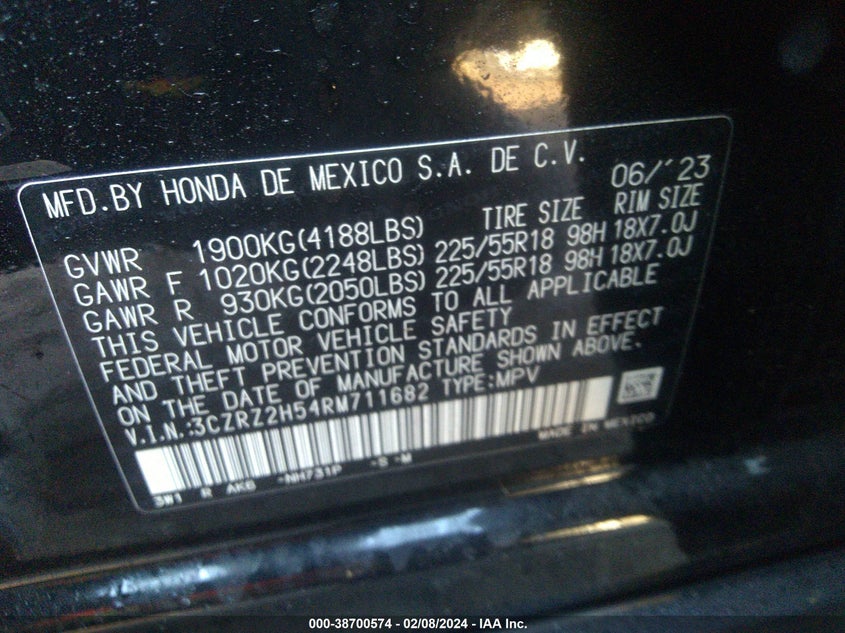 MFD.BY HONDA DE MEXICO S.A. DE C.V. 06/'23
TIRE SIZE RIM SIZE
GVWR 1900KG(4188LBS)
GAWR F 1020KG(2248LBS) 225/55R18 98H 18X7.0J
GAWR R 930KG(2050LBS) 225/55R18 98H 18X7.0J
THIS VEHICLE CONFORMS TO ALL APPLICABLE
FEDERAL MOTOR VEHICLE SAFETY
AND THEFT PREVENTION STANDARDS IN EFFECT
ON THE DATE OF MANUFACTURE SHOWN ABOVE.
V.I.N.:3CZRZ2H54RM711682 TYPE:MPV
MADE IN MEXICO
3W1 R AKB -NH731P -S -M
000-38700574 - 02/08/2024 - IAA Inc.